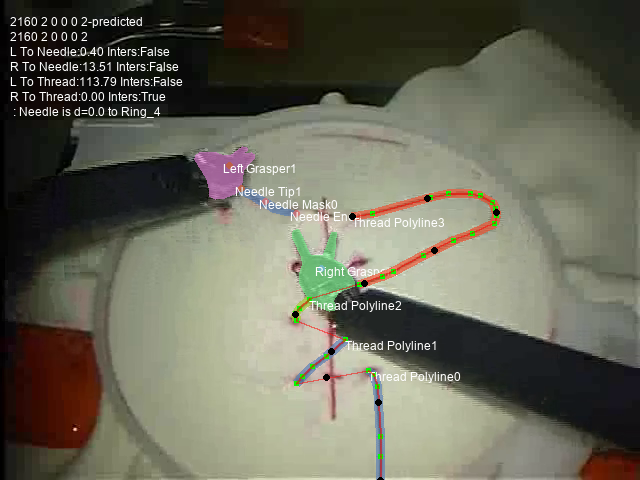 2160 2 0 0 0 2-predicted
2160 2 0 0 0 2
L To Needle:0.40 Inters:False
R To Needle:13.51 Inters:False
L To Thread:113.79 Inters:False
R To Thread:0.00 Inters:True
: Needle is d=0.0 to Ring_4
Left Grasper1
Needle Tip1
Needle Mask0
Needle En
Thread Polyline3
Right Grasp
Thread Polyline2
Thread Polyline1
Thread Polyline0